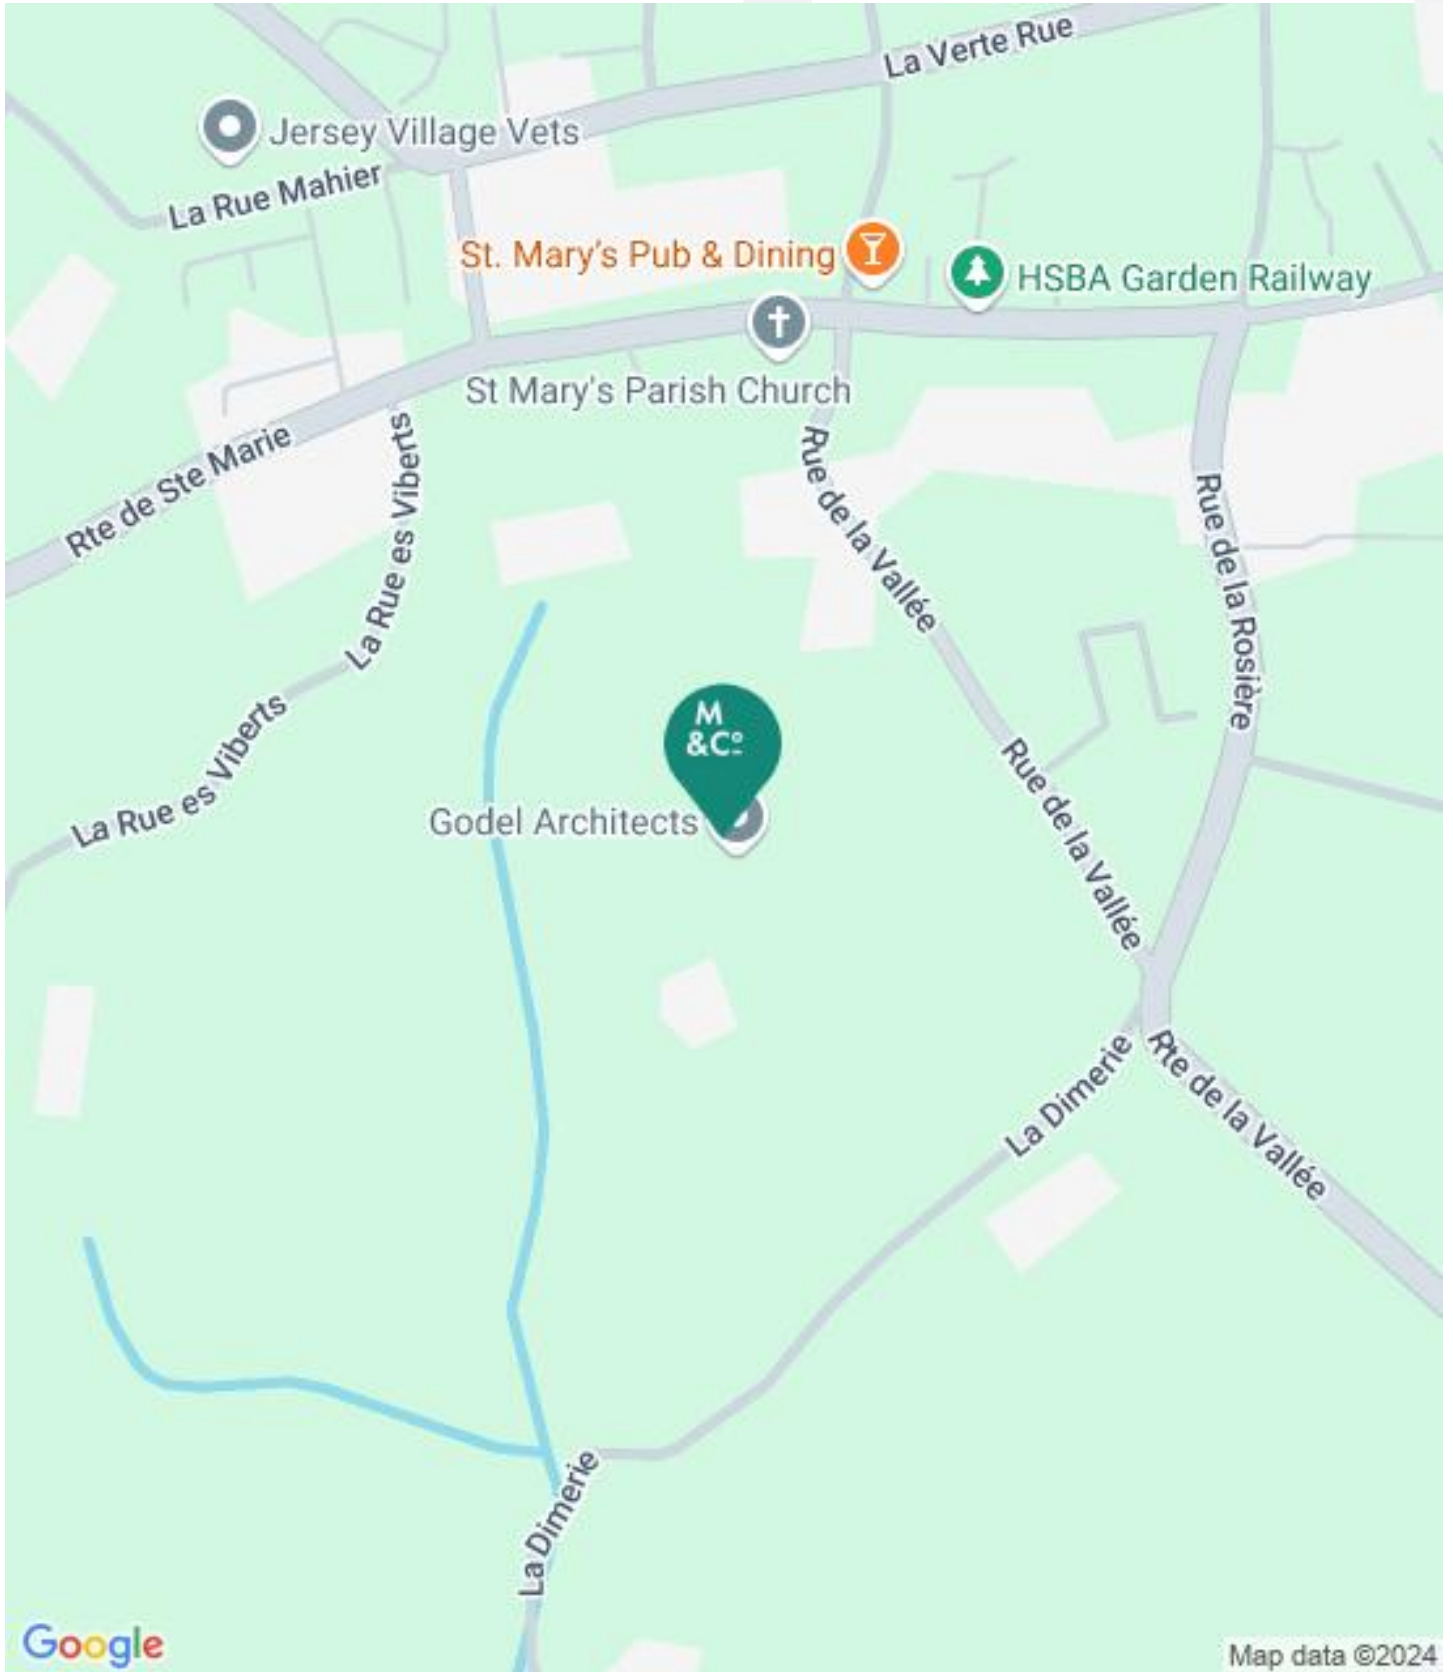 La Verte Rue
Jersey Village Vets
La Rue Mahier
St. Mary's Pub & Dining
HSBA Garden Railway
St Mary's Parish Church
Rte de Ste Marie
La Rue es Viberts
Rue de la Vallée
Rue de la Rosière
La Rue es Viberts
M
&Cº
Godel Architects
Rue de la Vallée
La Dimerie
Rte de la Vallée
La Dimerie
Google
Map data ©2024